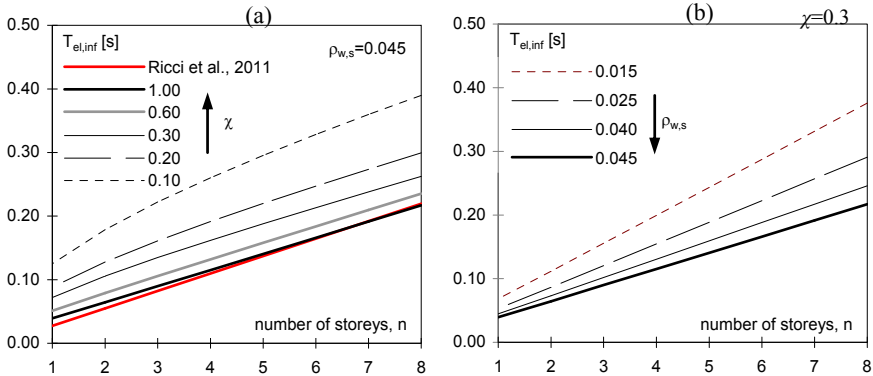 (a)
0.50
T_el,inf [s]
ρ_w,s=0.045
Ricci et al., 2011
1.00
0.60
0.30
0.20
0.10
χ
0.40
0.30
0.20
0.10
0.00
number of storeys, n
1 2 3 4 5 6 7 8
(b)
χ=0.3
0.50
T_el,inf [s]
0.015
0.025
0.040
0.045
ρ_w,s
0.40
0.30
0.20
0.10
0.00
number of storeys, n
1 2 3 4 5 6 7 8